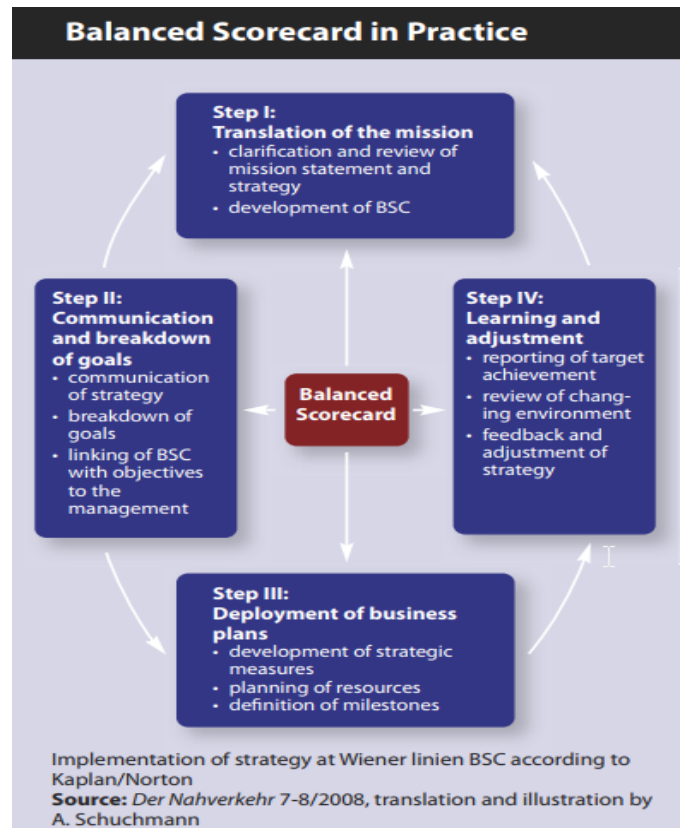 Balanced Scorecard in Practice
Step I:
Translation of the mission
• clarification and review of
mission statement and
strategy
• development of BSC
Step II:
Communication
and breakdown
of goals
• communication
of strategy
• breakdown of
goals
• linking of BSC
with objectives
to the
management
Balanced
Scorecard
Step IV:
Learning and
adjustment
• reporting of target
achievement
• review of chang-
ing environment
• feedback and
adjustment of
strategy
Step III:
Deployment of business
plans
• development of strategic
measures
• planning of resources
• definition of milestones
Implementation of strategy at Wiener linien BSC according to
Kaplan/Norton
Source: Der Nahverkehr 7-8/2008, translation and illustration by
A. Schuchmann